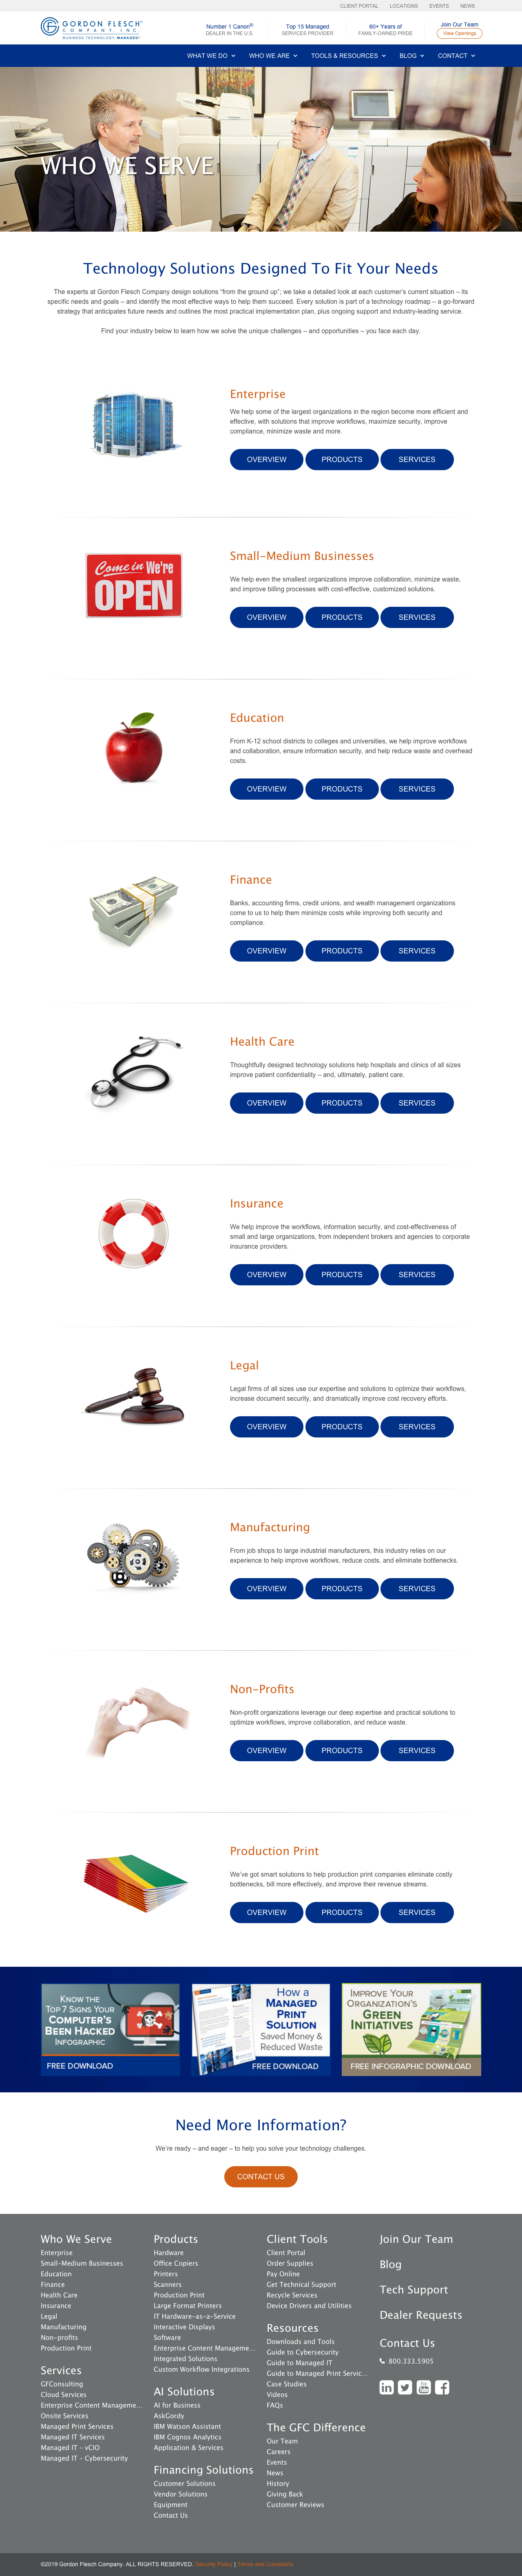 CLIENT PORTAL LOCATIONS EVENTS NEWS
GORDON FLESCH®
COMPANY, INC.
BUSINESS TECHNOLOGY MANAGED.
Number 1 Canon®
DEALER IN THE U.S.
Top 15 Managed
SERVICES PROVIDER
60+ Years of
FAMILY-OWNED-PRIDE
Join Our Team
View Openings
WHAT WE DO WHO WE ARE TOOLS & RESOURCES BLOG CONTACT
WHO WE SERVE
Technology Solutions Designed To Fit Your Needs
The experts at Gordon Flesch Company design solutions "from the ground up"; we take a detailed look at each customer's current situation – its
specific needs and goals – and identify the most effective ways to help them succeed. Every solution is part of a technology roadmap – a go-forward
strategy that anticipates future needs and outlines the most practical implementation plan, plus ongoing support and industry-leading service.
Find your industry below to learn how we solve the unique challenges – and opportunities – you face each day.
Enterprise
We help some of the largest organizations in the region become more efficient and
effective, with solutions that improve workflows, maximize security, improve
compliance, minimize waste and more.
OVERVIEW PRODUCTS SERVICES
Come in We're
OPEN
Small-Medium Businesses
We help even the smallest organizations improve collaboration, minimize waste,
and improve billing processes with cost-effective, customized solutions.
OVERVIEW PRODUCTS SERVICES
Education
From K-12 school districts to colleges and universities, we help improve workflows
and collaboration, ensure information security, and help reduce waste and overhead
costs.
OVERVIEW PRODUCTS SERVICES
Finance
Banks, accounting firms, credit unions, and wealth management organizations
come to us to help them minimize costs while improving both security and
compliance.
OVERVIEW PRODUCTS SERVICES
Health Care
Thoughtfully designed technology solutions help hospitals and clinics of all sizes
improve patient confidentiality – and, ultimately, patient care.
OVERVIEW PRODUCTS SERVICES
Insurance
We help improve the workflows, information security, and cost-effectiveness of
small and large organizations, from independent brokers and agencies to corporate
insurance providers.
OVERVIEW PRODUCTS SERVICES
Legal
Legal firms of all sizes use our expertise and solutions to optimize their workflows,
increase document security, and dramatically improve cost recovery efforts.
OVERVIEW PRODUCTS SERVICES
Manufacturing
From job shops to large industrial manufacturers, this industry relies on our
experience to help improve workflows, reduce costs, and eliminate bottlenecks.
OVERVIEW PRODUCTS SERVICES
Non-Profits
Non-profit organizations leverage our deep expertise and practical solutions to
optimize workflows, improve collaboration, and reduce waste.
OVERVIEW PRODUCTS SERVICES
Production Print
We've got smart solutions to help production print companies eliminate costly
bottlenecks, bill more effectively, and improve their revenue streams.
OVERVIEW PRODUCTS SERVICES
KNOW THE
TOP 7 SIGNS YOUR
COMPUTER'S
BEEN HACKED
INFOGRAPHIC
FREE DOWNLOAD
How a
MANAGED
PRINT
SOLUTION
Saved Money &
Reduced Waste
FREE DOWNLOAD
IMPROVE YOUR
ORGANIZATION'S
GREEN
INITIATIVES
FREE INFOGRAPHIC DOWNLOAD
Need More Information?
We're ready – and eager – to help you solve your technology challenges.
CONTACT US
Who We Serve
Enterprise
Small-Medium Businesses
Education
Finance
Health Care
Insurance
Legal
Manufacturing
Non-profits
Production Print
Services
GFConsulting
Cloud Services
Enterprise Content Manageme...
Onsite Services
Managed Print Services
Managed IT Services
Managed IT - vCIO
Managed IT - Cybersecurity
Products
Hardware
Office Copiers
Printers
Scanners
Production Print
Large Format Printers
IT Hardware-as-a-Service
Interactive Displays
Software
Enterprise Content Manageme...
Integrated Solutions
Custom Workflow Integrations
AI Solutions
AI for Business
AskGordy
IBM Watson Assistant
IBM Cognos Analytics
Application & Services
Financing Solutions
Customer Solutions
Vendor Solutions
Equipment
Contact Us
Client Tools
Client Portal
Order Supplies
Pay Online
Get Technical Support
Recycle Services
Device Drivers and Utilities
Resources
Downloads and Tools
Guide to Cybersecurity
Guide to Managed IT
Guide to Managed Print Servic...
Case Studies
Videos
FAQs
The GFC Difference
Our Team
Careers
Events
News
History
Giving Back
Customer Reviews
Join Our Team
Blog
Tech Support
Dealer Requests
Contact Us
800.333.5905
©2019 Gordon Flesch Company. ALL RIGHTS RESERVED. Security Policy | Terms and Conditions